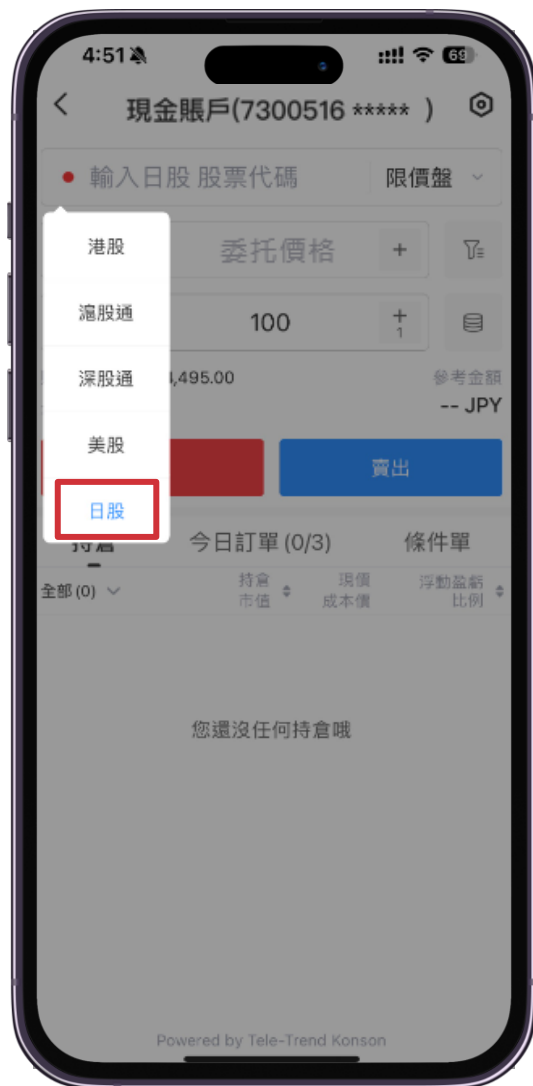 4:51
69
現金賬戶(7300516 ***** )
輸入日股 股票代碼
限價盤
港股
委托價格
+
滬股通
100
+
1
深股通
,495.00
參考金額
-- JPY
美股
賣出
日股
持倉
今日訂單 (0/3)
條件單
全部 (0)
持倉
市值
現價
成本價
浮動盈虧
比例
您還沒任何持倉哦
Powered by Tele-Trend Konson